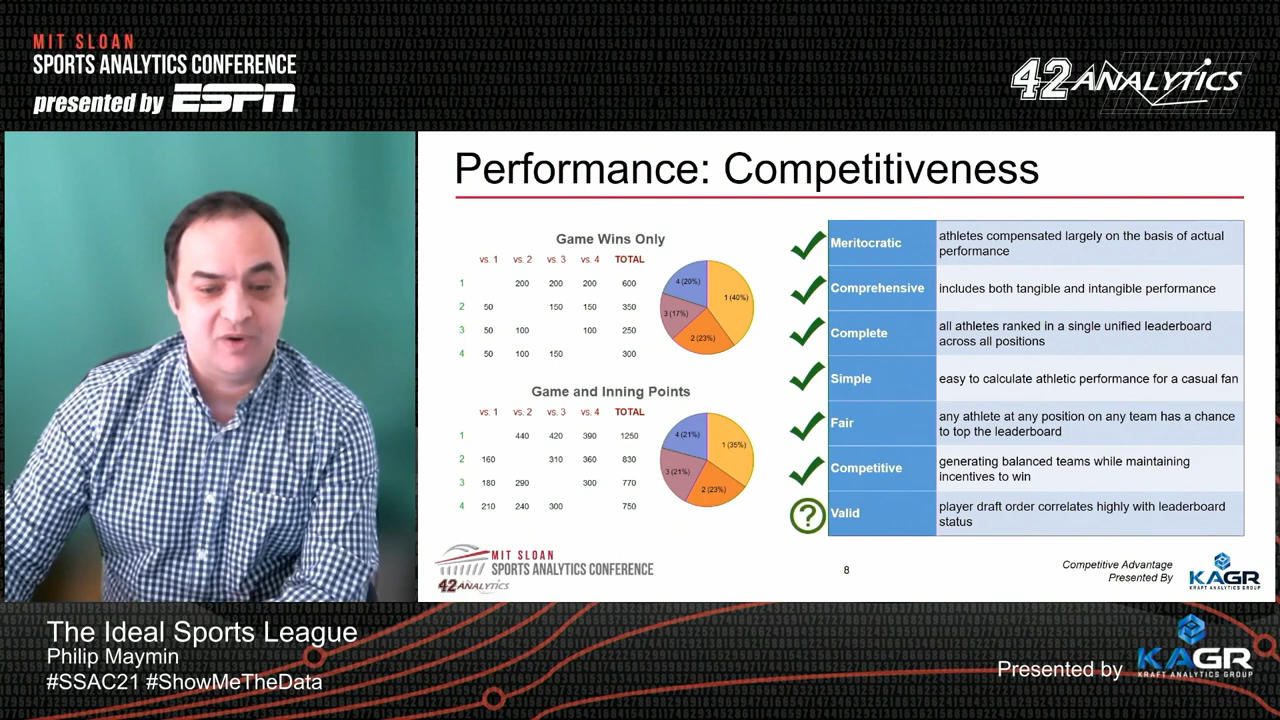 MIT SLOAN
SPORTS ANALYTICS CONFERENCE
presented by ESPN
42 ANALYTICS
Performance: Competitiveness
Game Wins Only
vs. 1 vs. 2 vs. 3 vs. 4 TOTAL
1 200 200 200 600
2 50 150 150 350
3 50 100 100 250
4 50 100 150 300
4 (20%)
1 (40%)
3 (17%)
2 (23%)
Game and Inning Points
vs. 1 vs. 2 vs. 3 vs. 4 TOTAL
1 440 420 390 1250
2 160 310 360 830
3 180 290 300 770
4 210 240 300 750
4 (21%)
1 (35%)
3 (21%)
2 (23%)
Meritocratic
athletes compensated largely on the basis of actual
performance
Comprehensive
includes both tangible and intangible performance
Complete
all athletes ranked in a single unified leaderboard
across all positions
Simple
easy to calculate athletic performance for a casual fan
Fair
any athlete at any position on any team has a chance
to top the leaderboard
Competitive
generating balanced teams while maintaining
incentives to win
?
Valid
player draft order correlates highly with leaderboard
status
MIT SLOAN
SPORTS ANALYTICS CONFERENCE
42 ANALYTICS
8
Competitive Advantage
Presented By
KAGR
KRAFT ANALYTICS GROUP
The Ideal Sports League
Philip Maymin
#SSAC21 #ShowMeTheData
Presented by
KAGR
KRAFT ANALYTICS GROUP